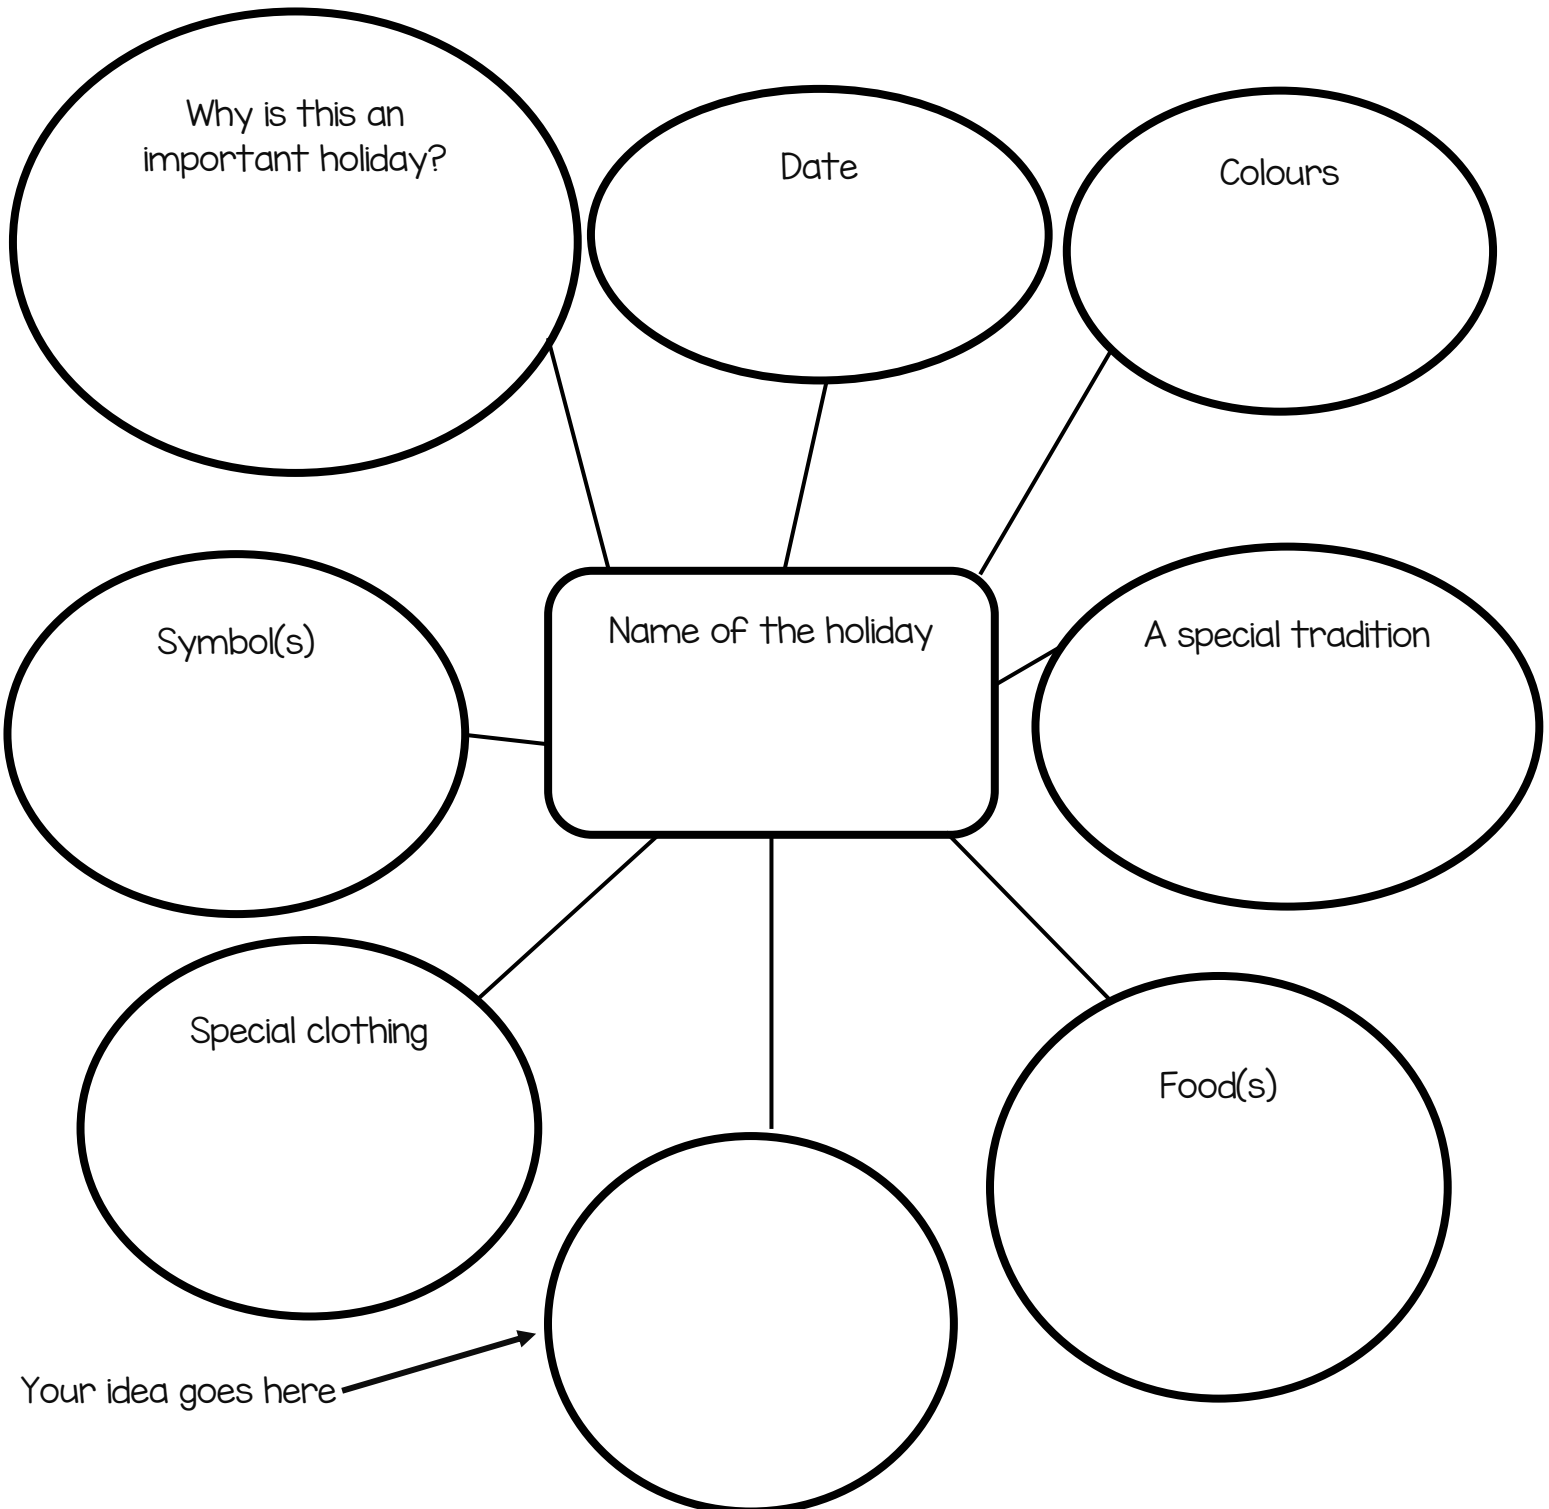 Why is this an
important holiday?
Date
Colours
Symbol(s)
Name of the holiday
A special tradition
Special clothing
Food(s)
Your idea goes here